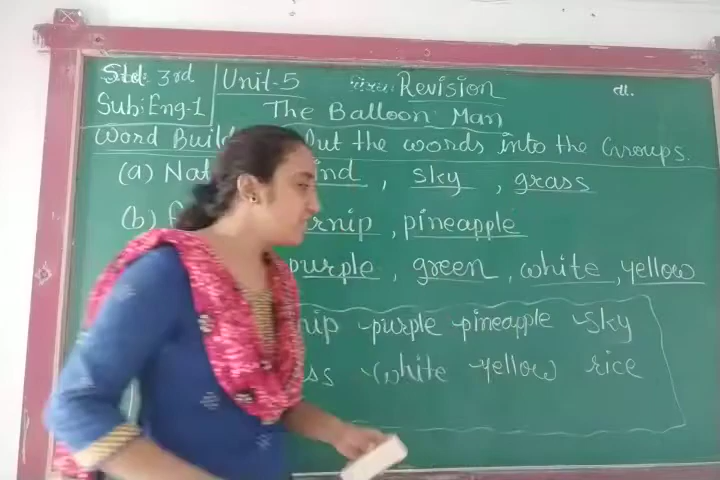 Std: 3rd Unit-5 Revision dt.
Sub: Eng-1 The Balloon Man
Word Build Put the words into the Groups.
(a) Nat ind, sky, grass
(b) rnip, pineapple
purple, green, white, yellow
nip purple pineapple sky
ss white yellow rice